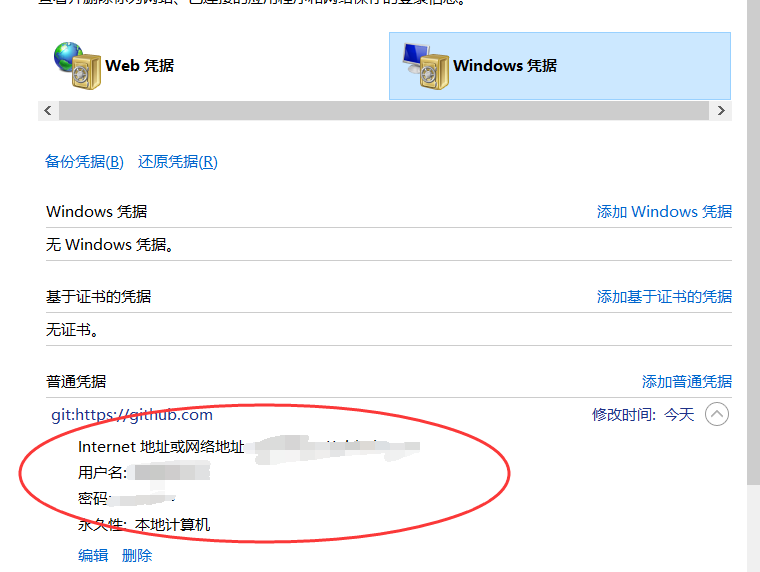 Web 凭据 Windows 凭据
备份凭据(B) 还原凭据(R)
Windows 凭据 添加 Windows 凭据
无 Windows 凭据。
基于证书的凭据 添加基于证书的凭据
无证书。
普通凭据 添加普通凭据
git:https://github.com 修改时间: 今天
Internet 地址或网络地址
用户名:
密码:
永久性: 本地计算机
编辑 删除